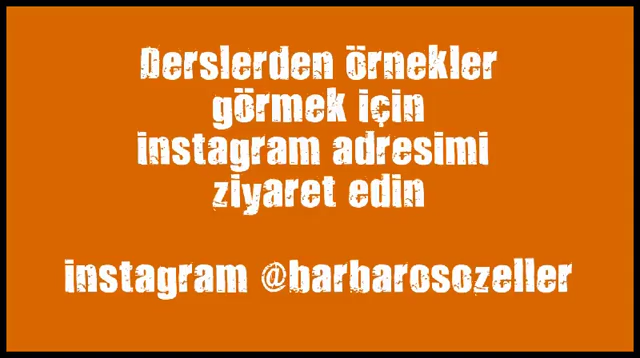 Derslerden örnekler
görmek için
instagram adresimi
ziyaret edin
instagram @barbarosozeller